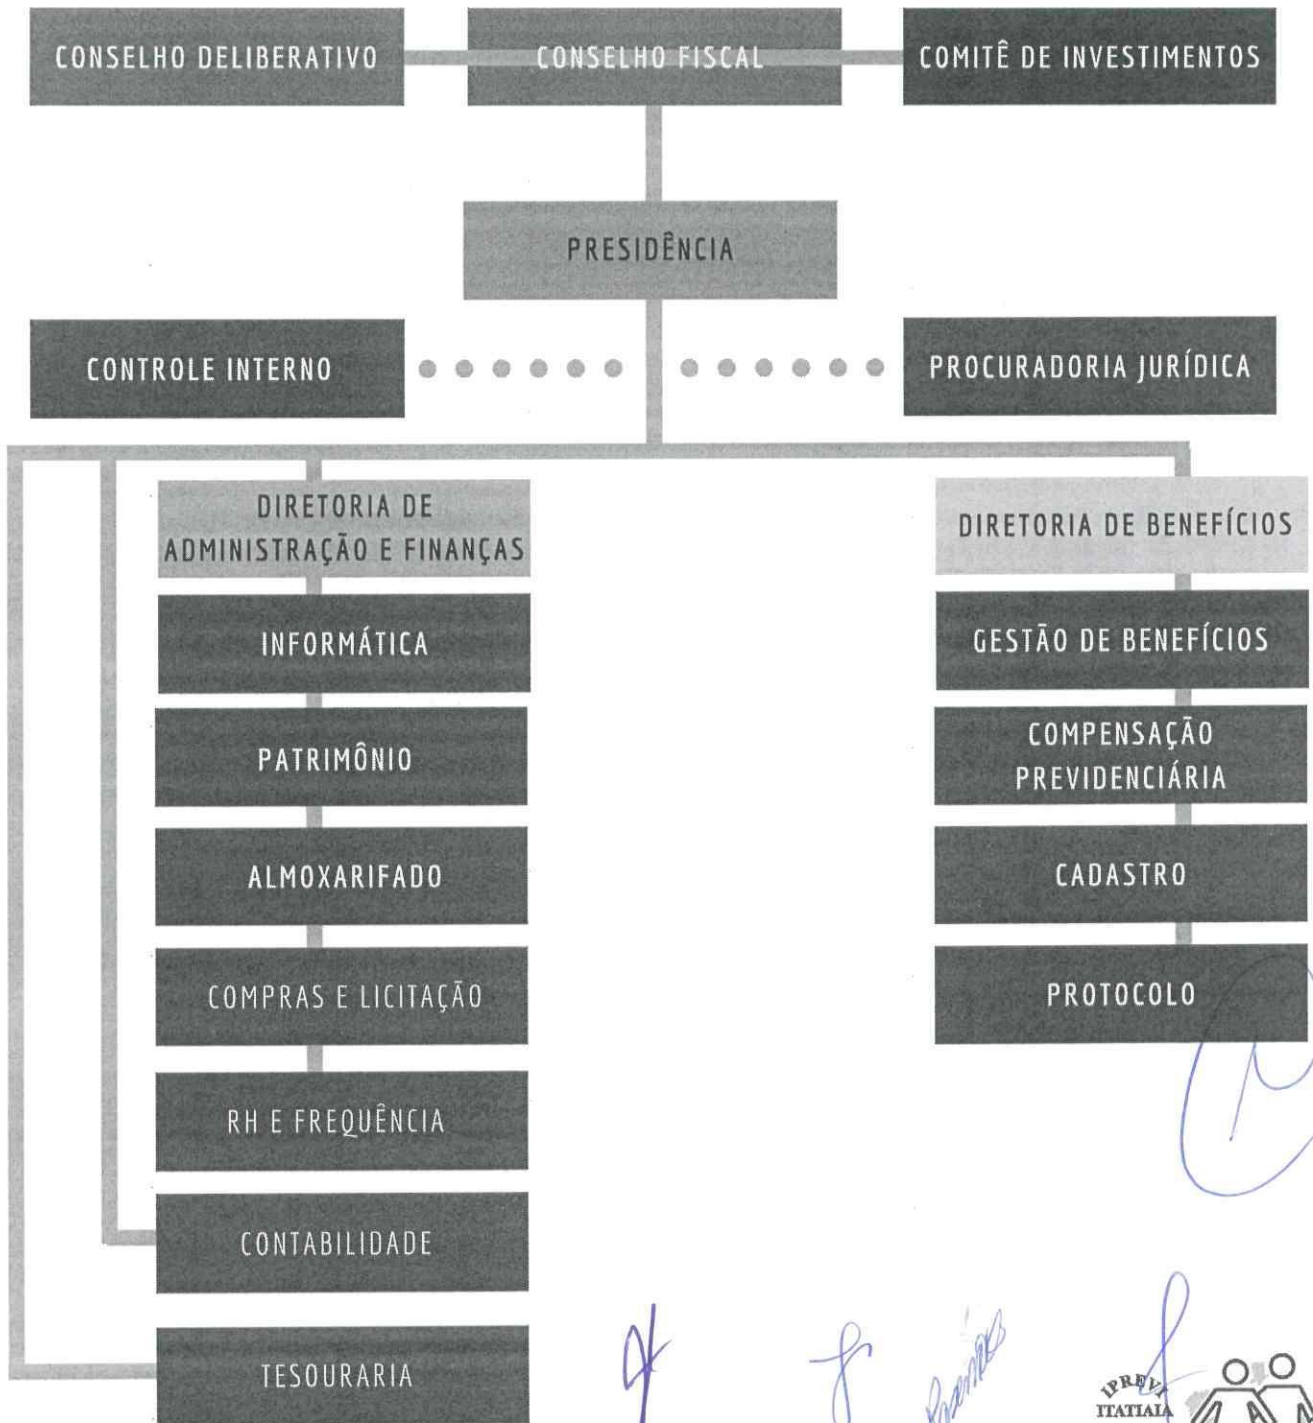 CONSELHO DELIBERATIVO
CONSELHO FISCAL
COMITÊ DE INVESTIMENTOS
PRESIDÊNCIA
CONTROLE INTERNO
PROCURADORIA JURÍDICA
DIRETORIA DE
ADMINISTRAÇÃO E FINANÇAS
INFORMÁTICA
PATRIMÔNIO
ALMOXARIFADO
COMPRAS E LICITAÇÃO
RH E FREQUÊNCIA
CONTABILIDADE
TESOURARIA
DIRETORIA DE BENEFÍCIOS
GESTÃO DE BENEFÍCIOS
COMPENSAÇÃO
PREVIDENCIÁRIA
CADASTRO
PROTOCOLO
IPREVI
ITATIAIA